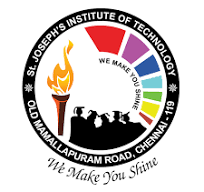 St. JOSEPH'S INSTITUTE OF TECHNOLOGY
WE MAKE YOU SHINE
OLD MAMALLAPURAM ROAD, CHENNAI - 119
We Make You Shine